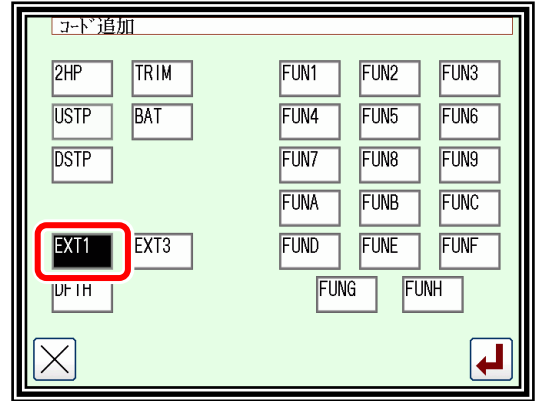 コード追加
2HP TRIM FUN1 FUN2 FUN3
USTP BAT FUN4 FUN5 FUN6
DSTP FUN7 FUN8 FUN9
FUNA FUNB FUNC
EXT1 EXT3 FUND FUNE FUNF
DFTH FUNG FUNH